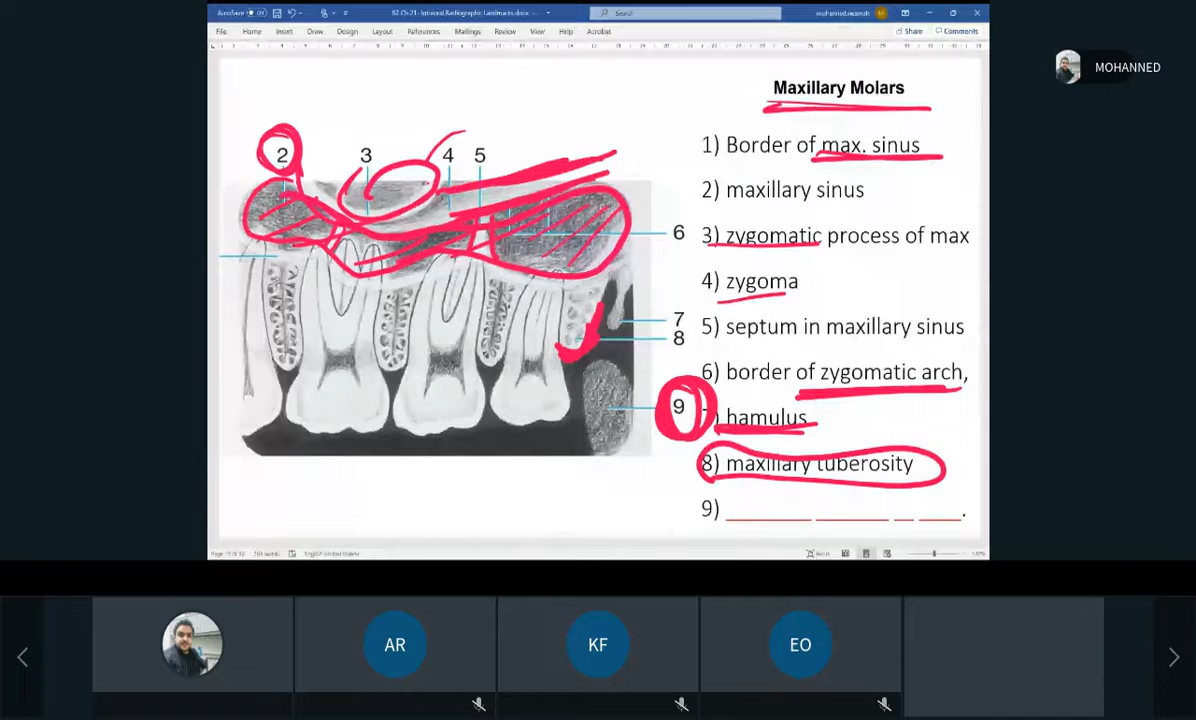 AutoSave
Search
File Home Insert Draw Design Layout References Mailings Review View Help Acrobat Share Comments
MOHANNED
Maxillary Molars
1) Border of max. sinus
2) maxillary sinus
3) zygomatic process of max
4) zygoma
5) septum in maxillary sinus
6) border of zygomatic arch,
) hamulus
8) maxillary tuberosity
9) .
2 3 4 5
6
7
8
9
AR KF EO